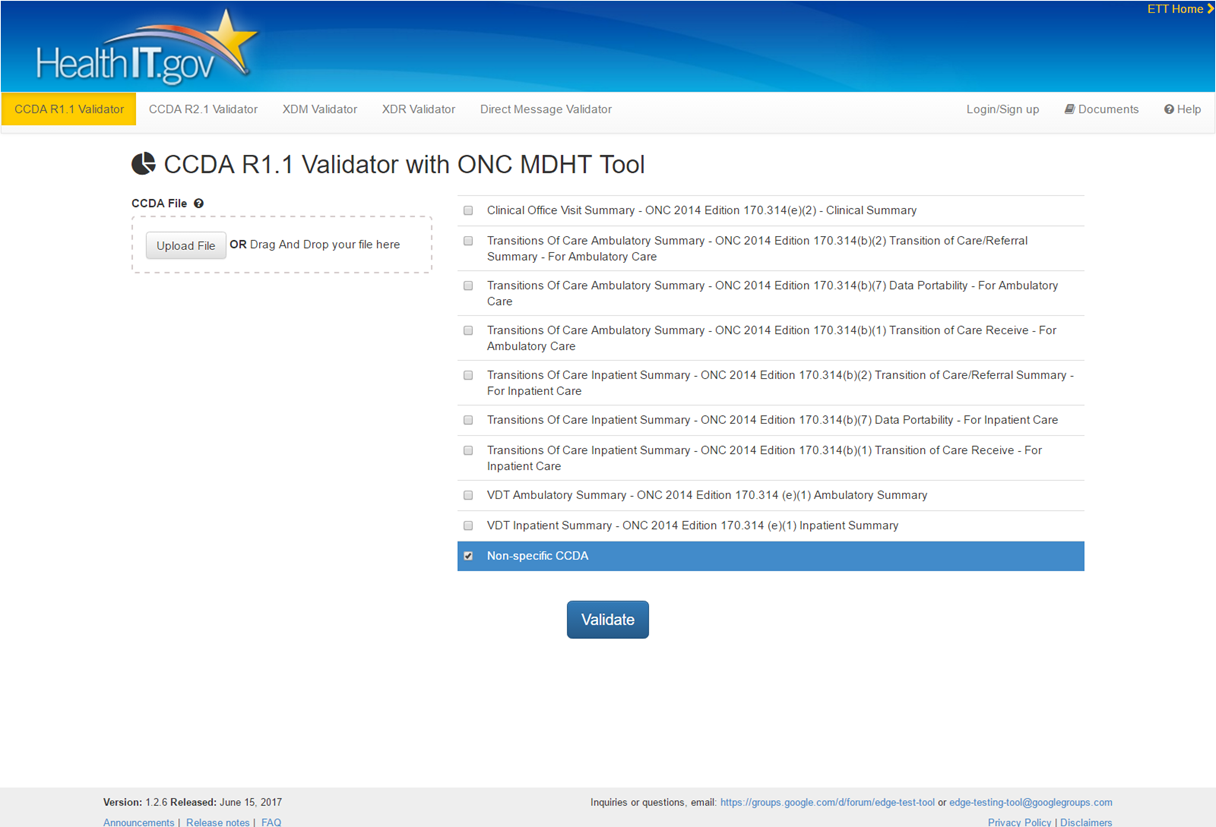 ETT Home
HealthIT.gov
CCDA R1.1 Validator CCDA R2.1 Validator XDM Validator XDR Validator Direct Message Validator Login/Sign up Documents Help
CCDA R1.1 Validator with ONC MDHT Tool
CCDA File
Upload File OR Drag And Drop your file here
Clinical Office Visit Summary - ONC 2014 Edition 170.314(e)(2) - Clinical Summary
Transitions Of Care Ambulatory Summary - ONC 2014 Edition 170.314(b)(2) Transition of Care/Referral
Summary - For Ambulatory Care
Transitions Of Care Ambulatory Summary - ONC 2014 Edition 170.314(b)(7) Data Portability - For Ambulatory
Care
Transitions Of Care Ambulatory Summary - ONC 2014 Edition 170.314(b)(1) Transition of Care Receive - For
Ambulatory Care
Transitions Of Care Inpatient Summary - ONC 2014 Edition 170.314(b)(2) Transition of Care/Referral Summary -
For Inpatient Care
Transitions Of Care Inpatient Summary - ONC 2014 Edition 170.314(b)(7) Data Portability - For Inpatient Care
Transitions Of Care Inpatient Summary - ONC 2014 Edition 170.314(b)(1) Transition of Care Receive - For
Inpatient Care
VDT Ambulatory Summary - ONC 2014 Edition 170.314 (e)(1) Ambulatory Summary
VDT Inpatient Summary - ONC 2014 Edition 170.314 (e)(1) Inpatient Summary
Non-specific CCDA
Validate
Version: 1.2.6 Released: June 15, 2017
Announcements | Release notes | FAQ
Inquiries or questions, email: https://groups.google.com/d/forum/edge-test-tool or edge-testing-tool@googlegroups.com
Privacy Policy | Disclaimers